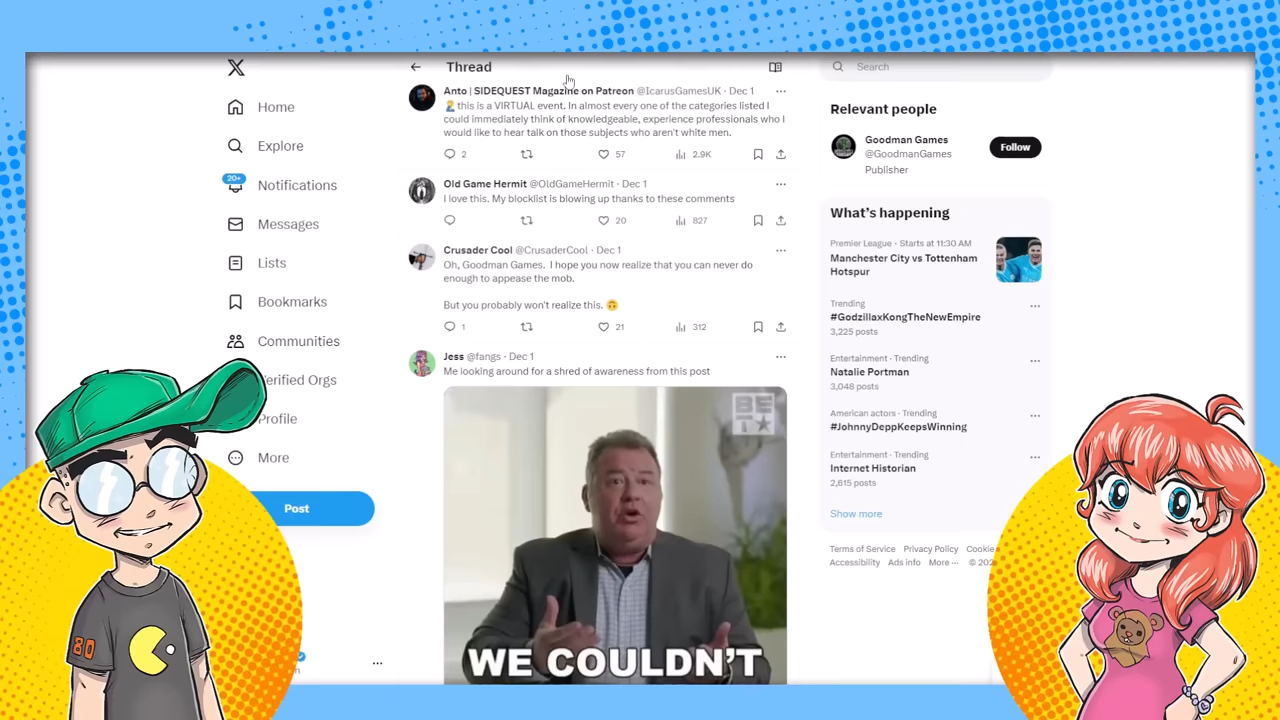 Thread
Search
Anto | SIDEQUEST Magazine on Patreon @IcarusGamesUK · Dec 1
🤦‍♂️this is a VIRTUAL event. In almost every one of the categories listed I
could immediately think of knowledgeable, experience professionals who I
would like to hear talk on those subjects who aren't white men.
2
57
2.9K
Old Game Hermit @OldGameHermit · Dec 1
I love this. My blocklist is blowing up thanks to these comments
20
827
Crusader Cool @CrusaderCool · Dec 1
Oh, Goodman Games. I hope you now realize that you can never do
enough to appease the mob.
But you probably won't realize this. 🙃
1
21
312
Jess @fangs · Dec 1
Me looking around for a shred of awareness from this post
BET
WE COULDN'T
Home
Explore
20+
Notifications
Messages
Lists
Bookmarks
Communities
erified Orgs
Profile
More
Post
Relevant people
Goodman Games
@GoodmanGames
Follow
Publisher
What's happening
Premier League · Starts at 11:30 AM
Manchester City vs Tottenham
Hotspur
Trending
#GodzillaxKongTheNewEmpire
3,225 posts
Entertainment · Trending
Natalie Portman
3,048 posts
American actors · Trending
#JohnnyDeppKeepsWinning
Entertainment · Trending
Internet Historian
2,615 posts
Show more
Terms of Service Privacy Policy Cookie
Accessibility Ads info More ··· © 202
80